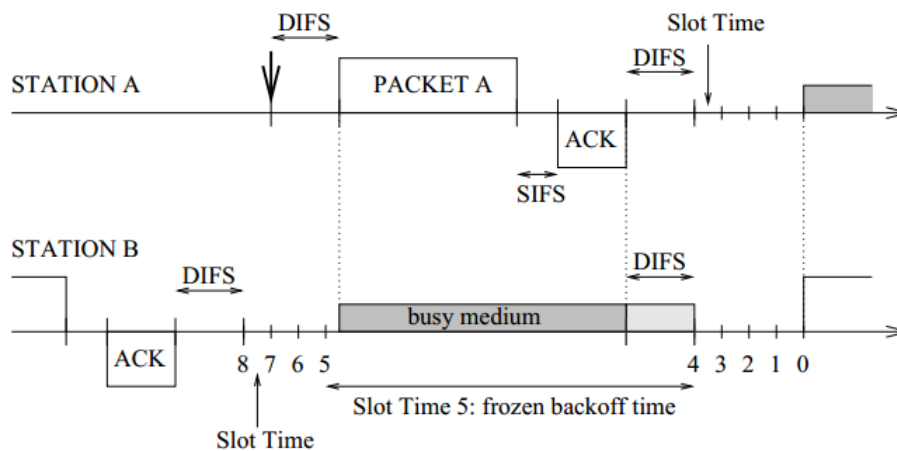 DIFS
Slot Time
DIFS
STATION A
PACKET A
ACK
SIFS
STATION B
DIFS
DIFS
busy medium
ACK
8 7 6 5
4 3 2 1 0
Slot Time 5: frozen backoff time
Slot Time